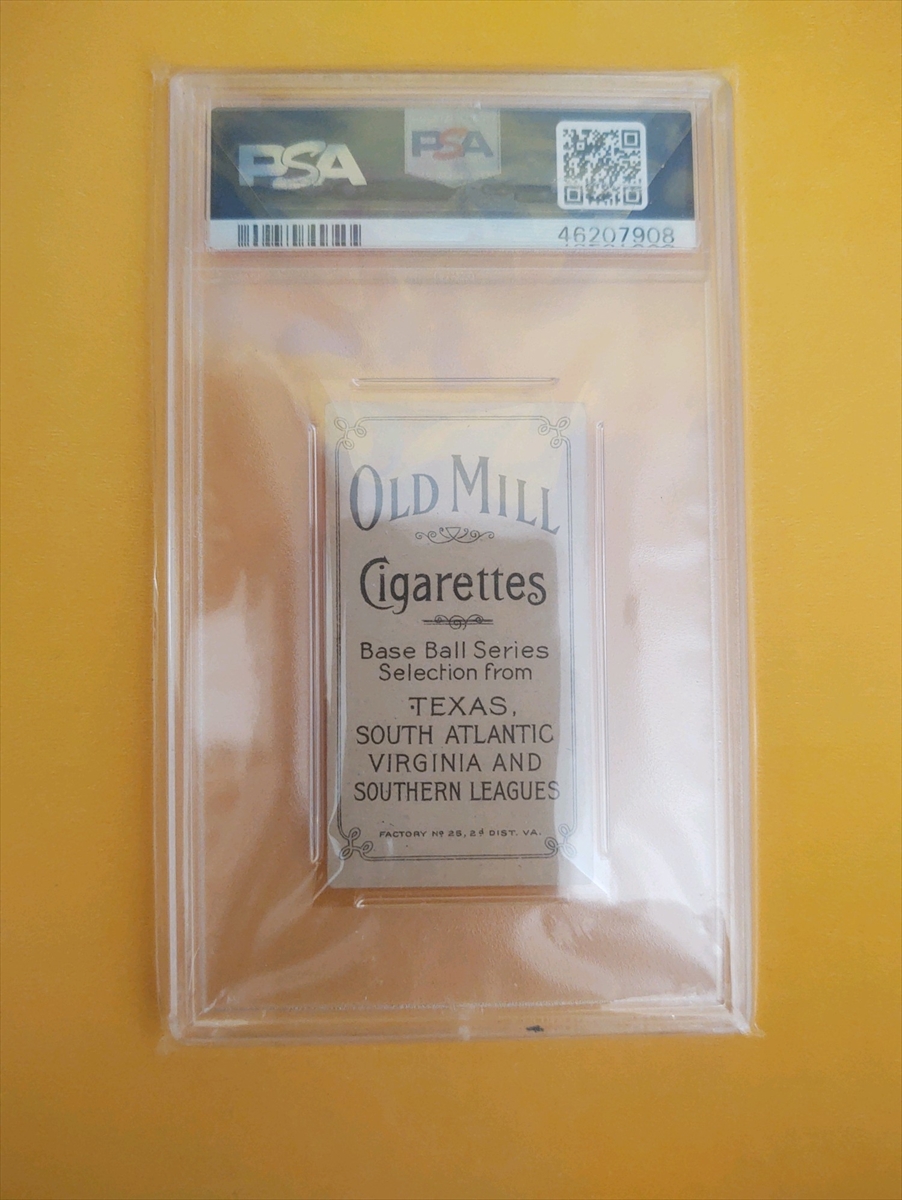 PSA
PSA
46207908
OLD MILL
Cigarettes
Base Ball Series
Selection from
TEXAS,
SOUTH ATLANTIC
VIRGINIA AND
SOUTHERN LEAGUES
FACTORY Nº 25, 2d DIST. VA.